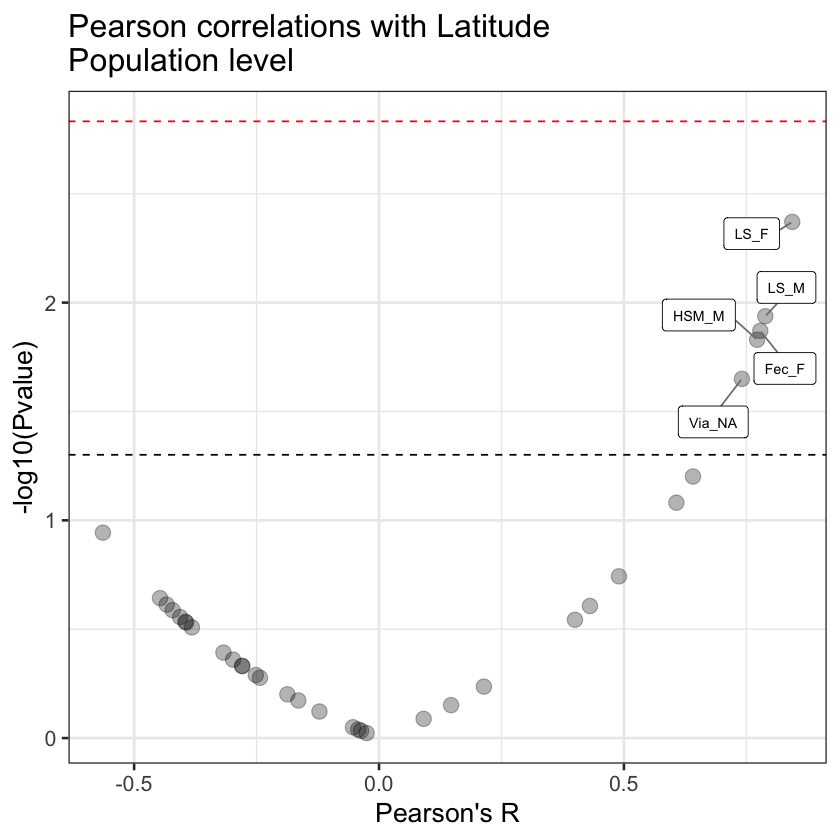 Pearson correlations with Latitude
Population level
-log10(Pvalue)
2
1
0
LS_F
LS_M
HSM_M
Fec_F
Via_NA
-0.5
0.0
0.5
Pearson's R